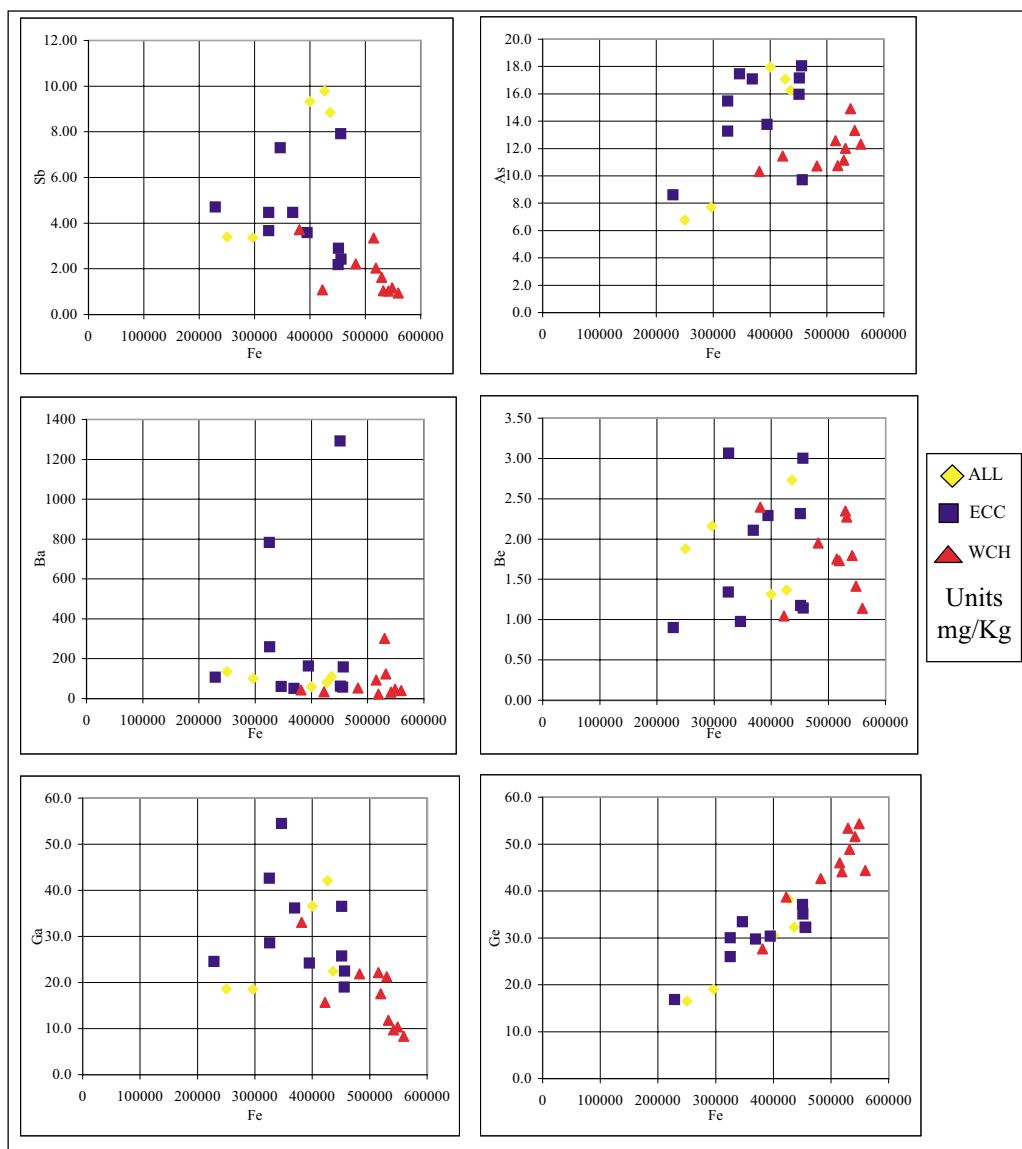 12.00
10.00
8.00
6.00
4.00
2.00
0.00
Sb
0 100000 200000 300000 400000 500000 600000
Fe
20.0
18.0
16.0
14.0
12.0
10.0
8.0
6.0
4.0
2.0
0.0
As
0 100000 200000 300000 400000 500000 600000
Fe
1400
1200
1000
800
600
400
200
0
Ba
0 100000 200000 300000 400000 500000 600000
Fe
3.50
3.00
2.50
2.00
1.50
1.00
0.50
0.00
Be
0 100000 200000 300000 400000 500000 600000
Fe
ALL
ECC
WCH
Units
mg/Kg
60.0
50.0
40.0
30.0
20.0
10.0
0.0
Ga
0 100000 200000 300000 400000 500000 600000
Fe
60.0
50.0
40.0
30.0
20.0
10.0
0.0
Ge
0 100000 200000 300000 400000 500000 600000
Fe